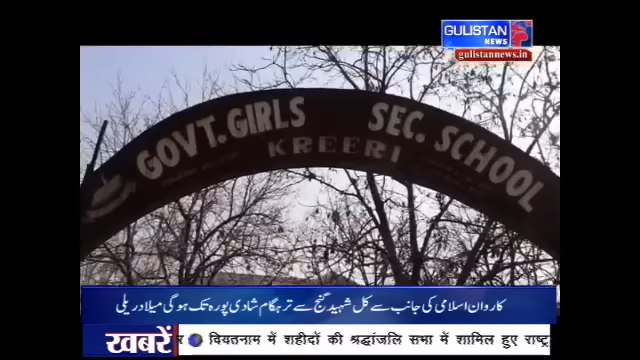 GULISTAN
NEWS
gulistannews.in
GOVT. GIRLS SEC. SCHOOL
KREERI
کاروان اسلامی کی جانب سے کل شہید گنج سے ترہگام شادی پورہ تک ہوگی میلاد ریلی
خبریں
वियतनाम में शहीदों की श्रद्धांजलि सभा में शामिल हुए राष्ट्र